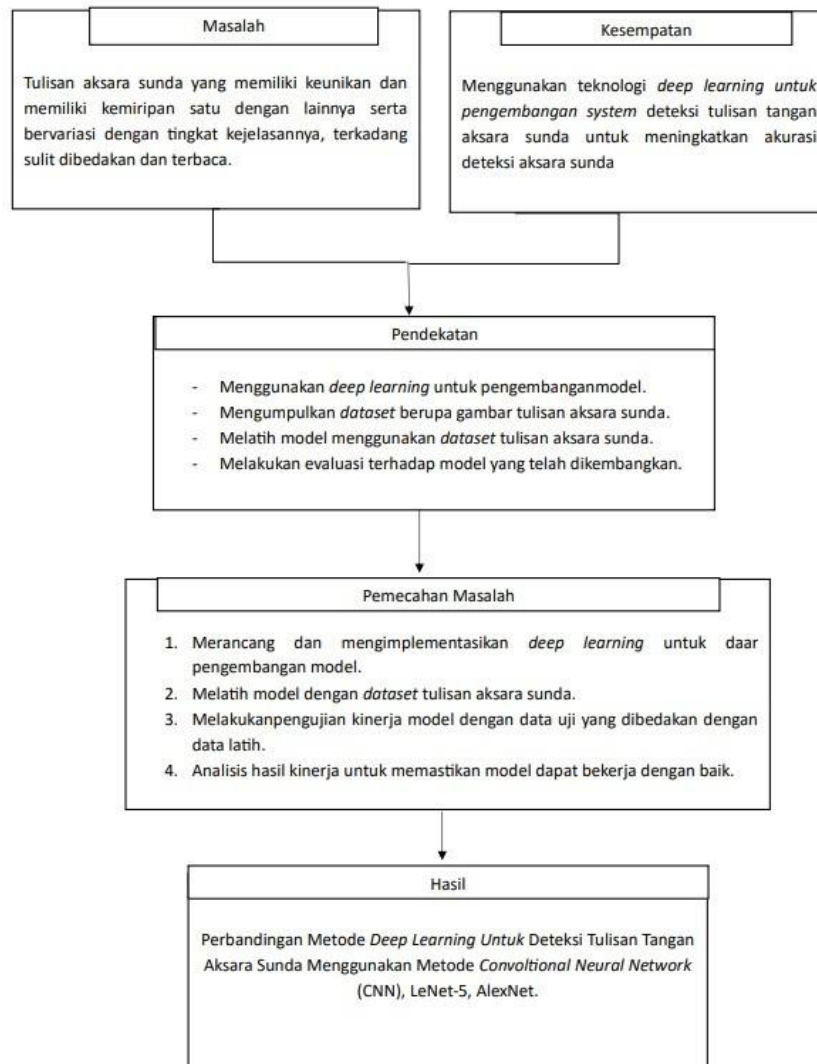 Masalah
Tulisan aksara sunda yang memiliki keunikan dan
memiliki kemiripan satu dengan lainnya serta
bervariasi dengan tingkat kejelasannya, terkadang
sulit dibedakan dan terbaca.
Kesempatan
Menggunakan teknologi deep learning untuk
pengembangan system deteksi tulisan tangan
aksara sunda untuk meningkatkan akurasi
deteksi aksara sunda
Pendekatan
- Menggunakan deep learning untuk pengembanganmodel.
- Mengumpulkan dataset berupa gambar tulisan aksara sunda.
- Melatih model menggunakan dataset tulisan aksara sunda.
- Melakukan evaluasi terhadap model yang telah dikembangkan.
Pemecahan Masalah
1. Merancang dan mengimplementasikan deep learning untuk daar
pengembangan model.
2. Melatih model dengan dataset tulisan aksara sunda.
3. Melakukanpengujian kinerja model dengan data uji yang dibedakan dengan
data latih.
4. Analisis hasil kinerja untuk memastikan model dapat bekerja dengan baik.
Hasil
Perbandingan Metode Deep Learning Untuk Deteksi Tulisan Tangan
Aksara Sunda Menggunakan Metode Convoltional Neural Network
(CNN), LeNet-5, AlexNet.